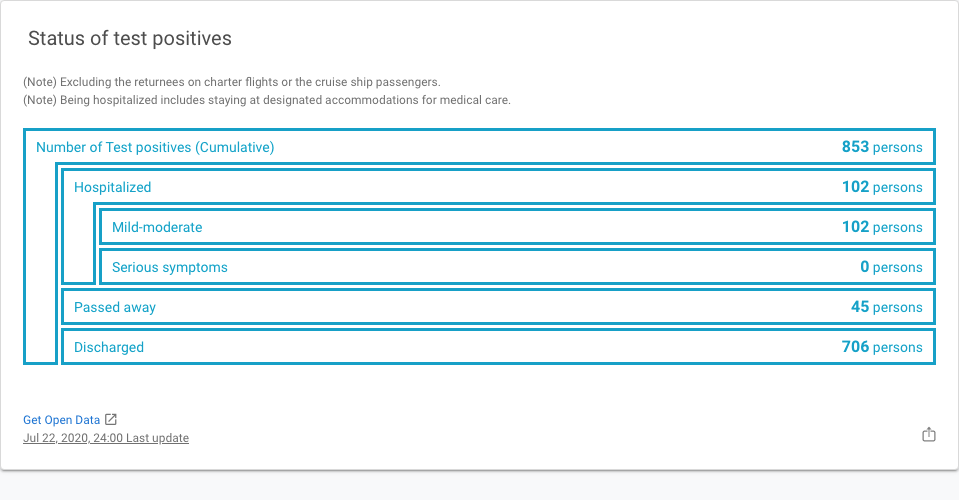 Status of test positives
(Note) Excluding the returnees on charter flights or the cruise ship passengers.
(Note) Being hospitalized includes staying at designated accommodations for medical care.
Number of Test positives (Cumulative) 853 persons
Hospitalized 102 persons
Mild-moderate 102 persons
Serious symptoms 0 persons
Passed away 45 persons
Discharged 706 persons
Get Open Data
Jul 22, 2020, 24:00 Last update